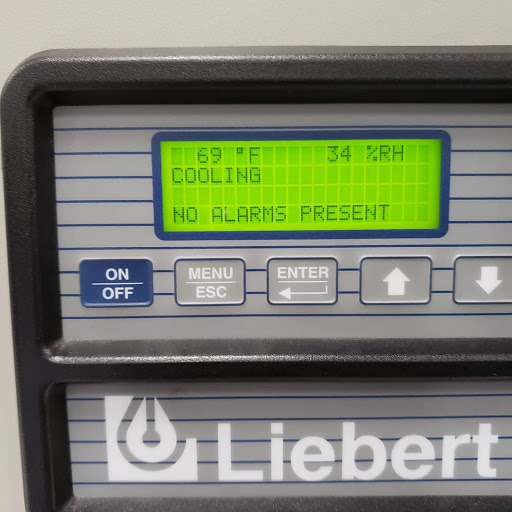 69 °F 34 %RH
COOLING
NO ALARMS PRESENT
ON OFF MENU ESC ENTER
Liebert